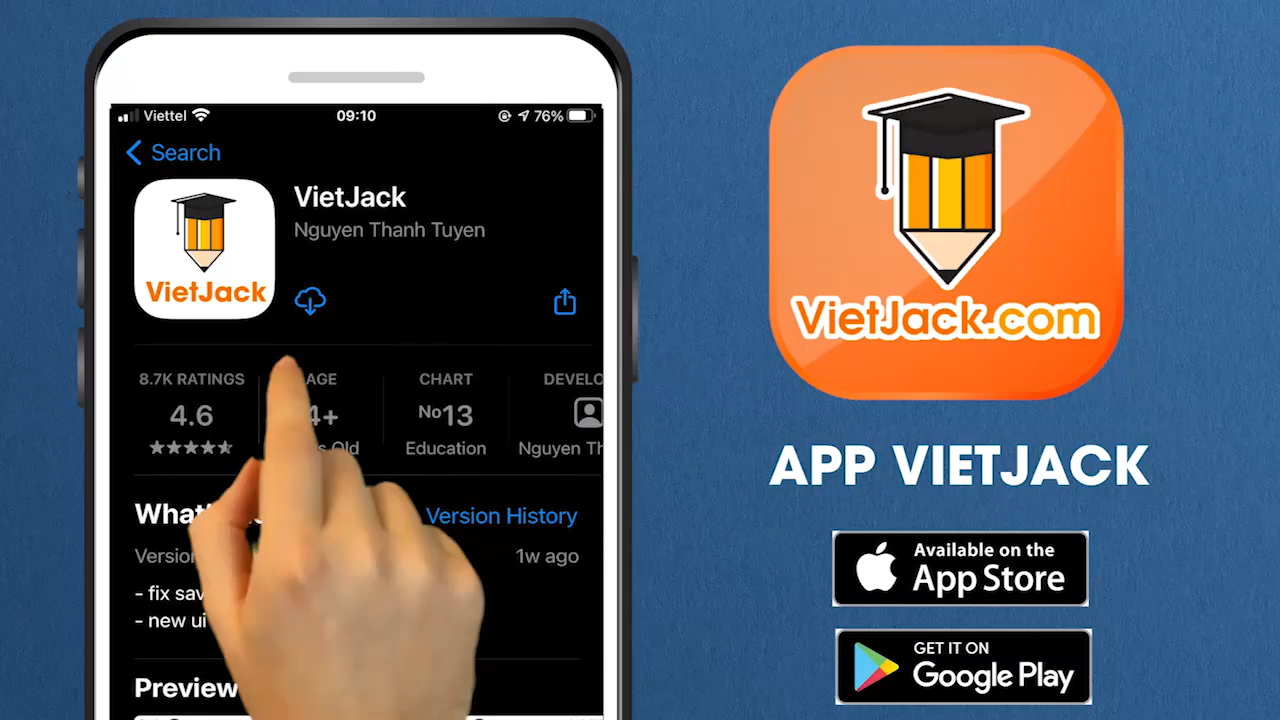 Viettel
09:10
76%
Search
VietJack
VietJack
Nguyen Thanh Tuyen
8.7K RATINGS
4.6
AGE
4+
Old
CHART
No13
Education
Nguyen Th
Version History
1w ago
- fix
- new ui
Preview
VietJack.com
APP VIETJACK
Available on the
App Store
GET IT ON
Google Play